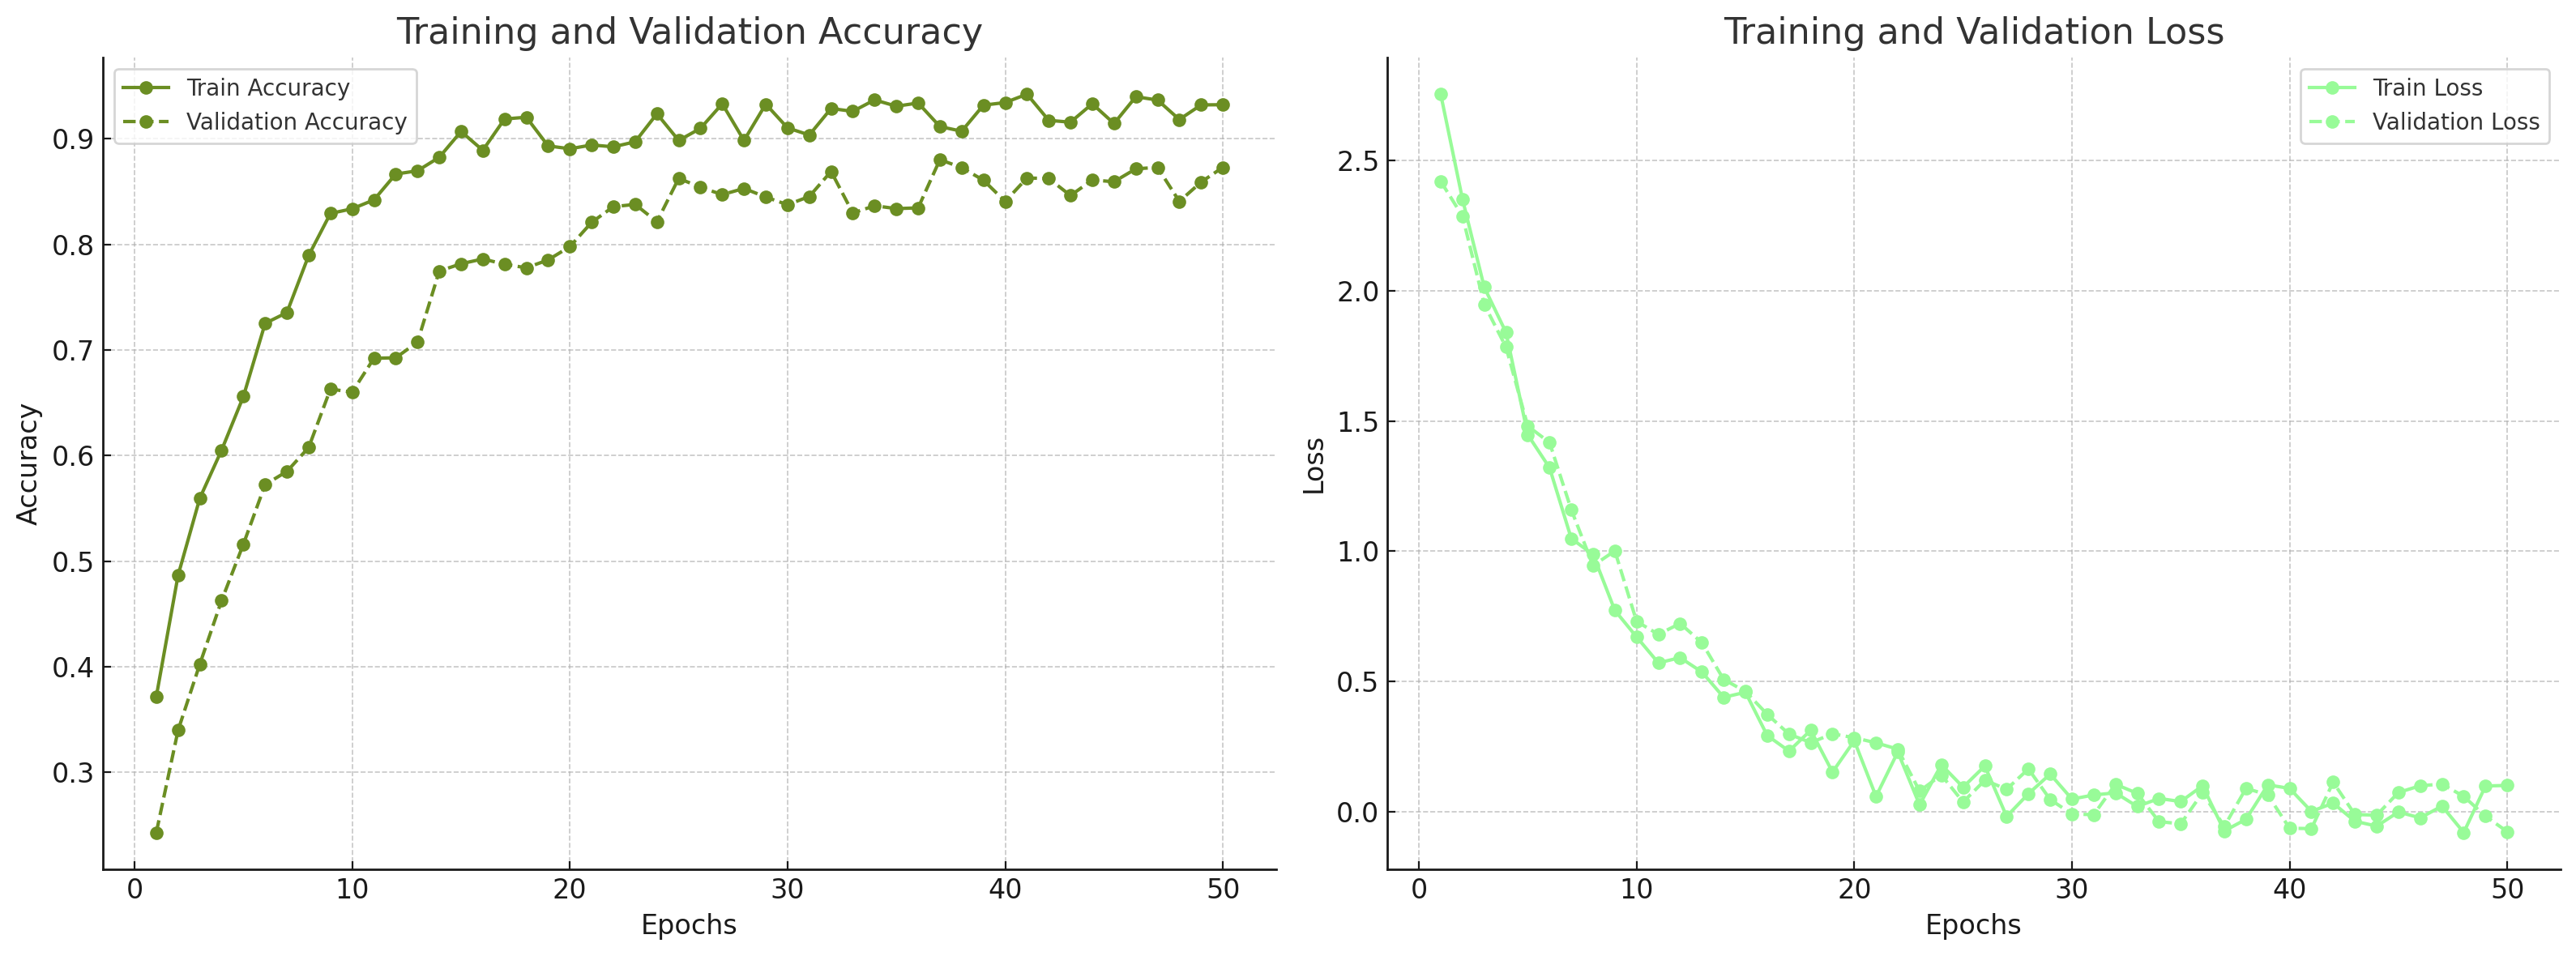 Training and Validation Accuracy
Train Accuracy
Validation Accuracy
Accuracy
0.9
0.8
0.7
0.6
0.5
0.4
0.3
0 10 20 30 40 50
Epochs
Training and Validation Loss
Train Loss
Validation Loss
Loss
2.5
2.0
1.5
1.0
0.5
0.0
0 10 20 30 40 50
Epochs